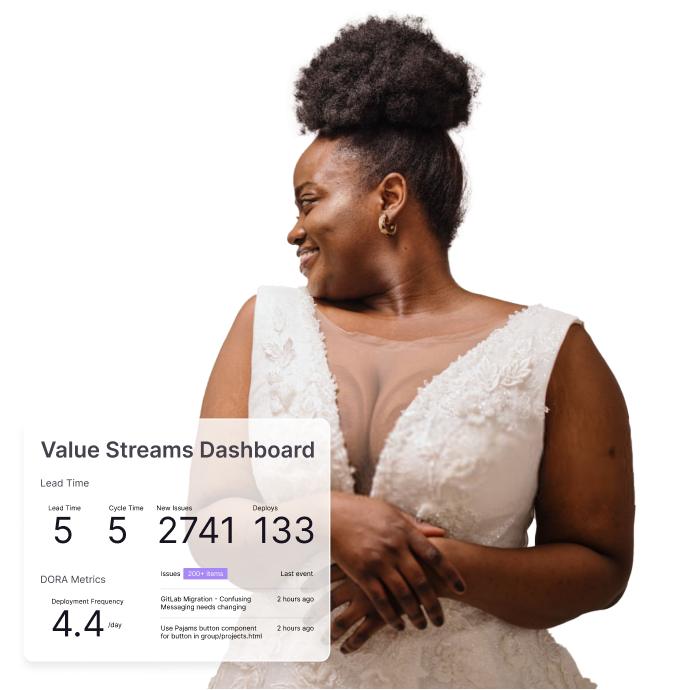 Value Streams Dashboard
Lead Time
Lead Time Cycle Time New Issues Deploys
5 5 2741 133
DORA Metrics
Deployment Frequency
4.4 /day
Issues 200+ items Last event
GitLab Migration - Confusing 2 hours ago
Messaging needs changing
Use Pajams button component 2 hours ago
for button in group/projects.html